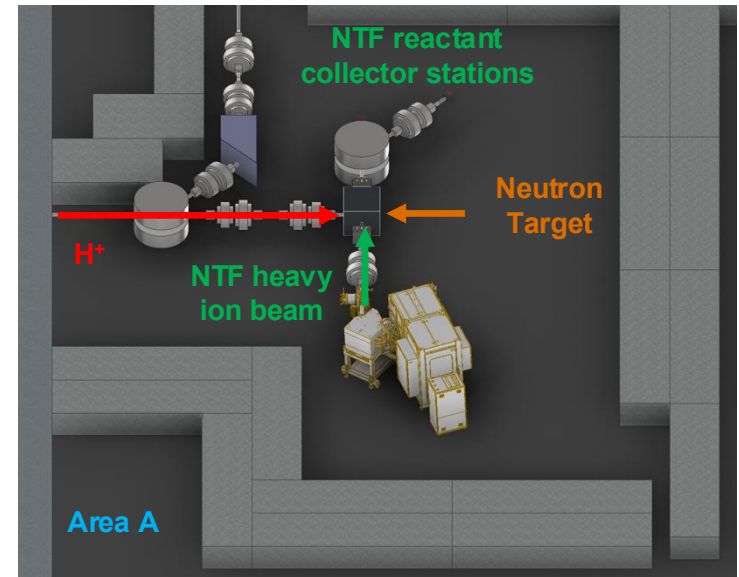 NTF reactant
collector stations
Neutron
Target
H⁺
NTF heavy
ion beam
Area A